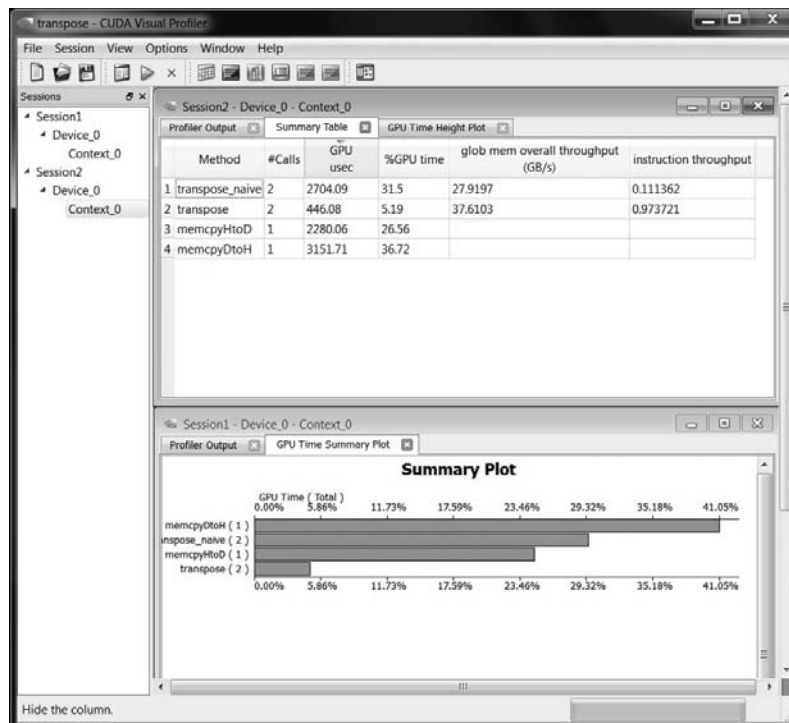 transpose - CUDA Visual Profiler
File Session View Options Window Help
Sessions
Session1
Device_0
Context_0
Session2
Device_0
Context_0
Session2 - Device_0 - Context_0
Profiler Output Summary Table GPU Time Height Plot
Method #Calls GPU usec %GPU time glob mem overall throughput (GB/s) instruction throughput
1 transpose_naive 2 2704.09 31.5 27.9197 0.111362
2 transpose 2 446.08 5.19 37.6103 0.973721
3 memcpyHtoD 1 2280.06 26.56
4 memcpyDtoH 1 3151.71 36.72
Session1 - Device_0 - Context_0
Profiler Output GPU Time Summary Plot
Summary Plot
GPU Time ( Total )
0.00% 5.86% 11.73% 17.59% 23.46% 29.32% 35.18% 41.05%
memcpyDtoH ( 1 )
nspose_naive ( 2 )
memcpyHtoD ( 1 )
transpose ( 2 )
0.00% 5.86% 11.73% 17.59% 23.46% 29.32% 35.18% 41.05%
Hide the column.